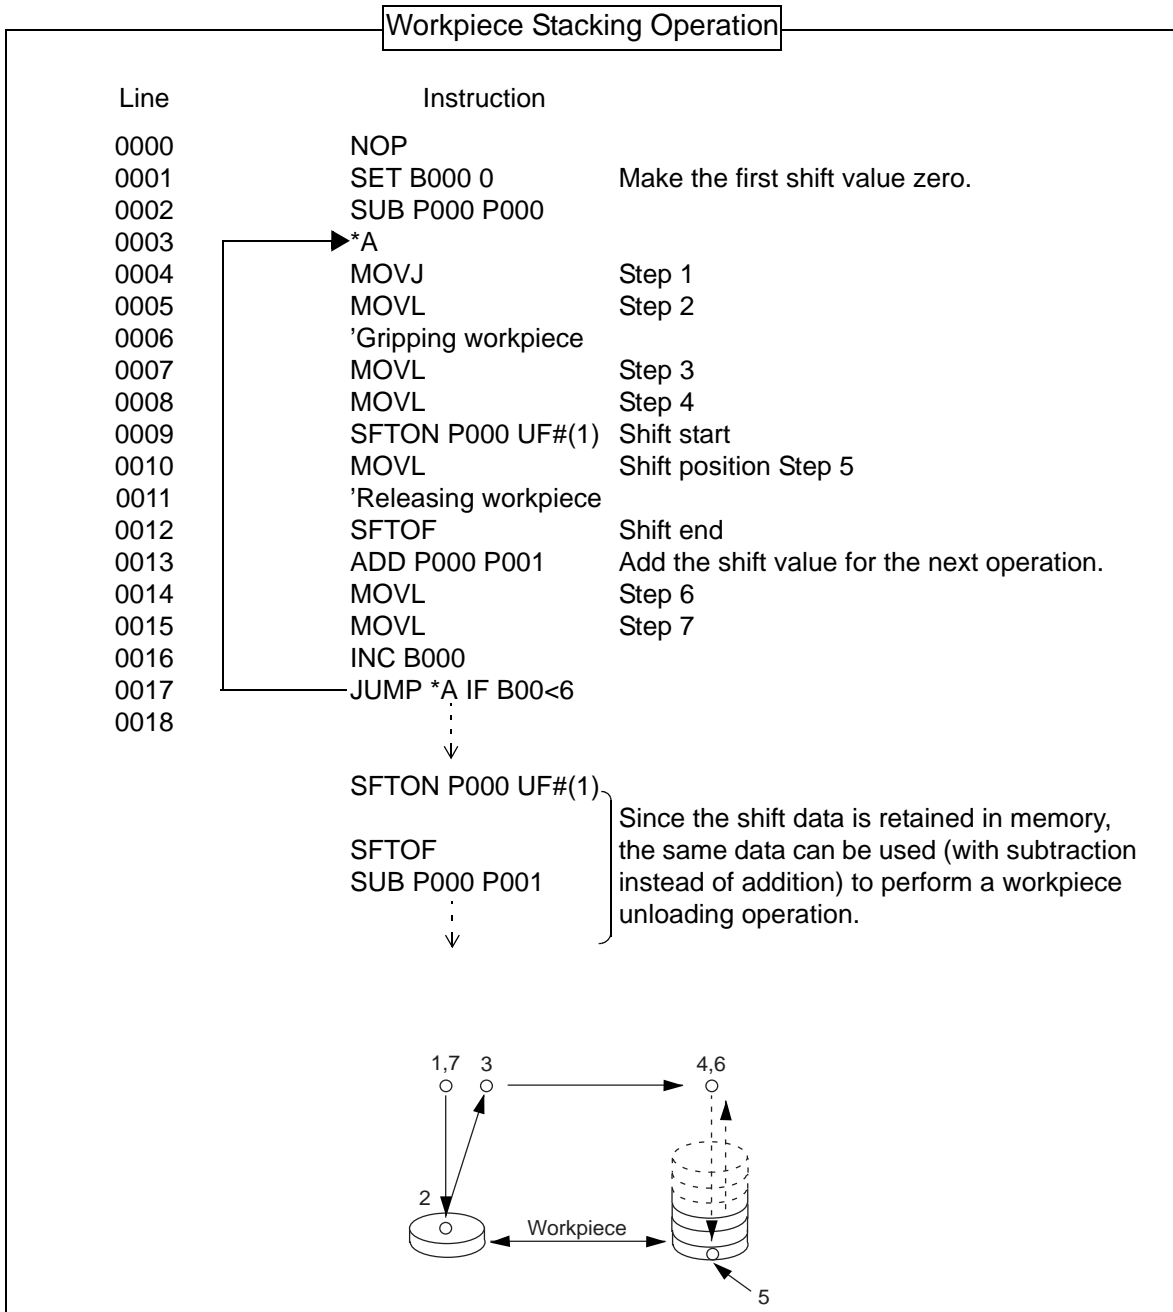 Workpiece Stacking Operation
Line Instruction
0000 NOP
0001 SET B000 0 Make the first shift value zero.
0002 SUB P000 P000
0003 *A
0004 MOVJ Step 1
0005 MOVL Step 2
0006 ’Gripping workpiece
0007 MOVL Step 3
0008 MOVL Step 4
0009 SFTON P000 UF#(1) Shift start
0010 MOVL Shift position Step 5
0011 ’Releasing workpiece
0012 SFTOF Shift end
0013 ADD P000 P001 Add the shift value for the next operation.
0014 MOVL Step 6
0015 MOVL Step 7
0016 INC B000
0017 JUMP *A IF B00<6
0018
SFTON P000 UF#(1)
Since the shift data is retained in memory,
SFTOF the same data can be used (with subtraction
SUB P000 P001 instead of addition) to perform a workpiece
unloading operation.
1,7 3 4,6
2
Workpiece
5